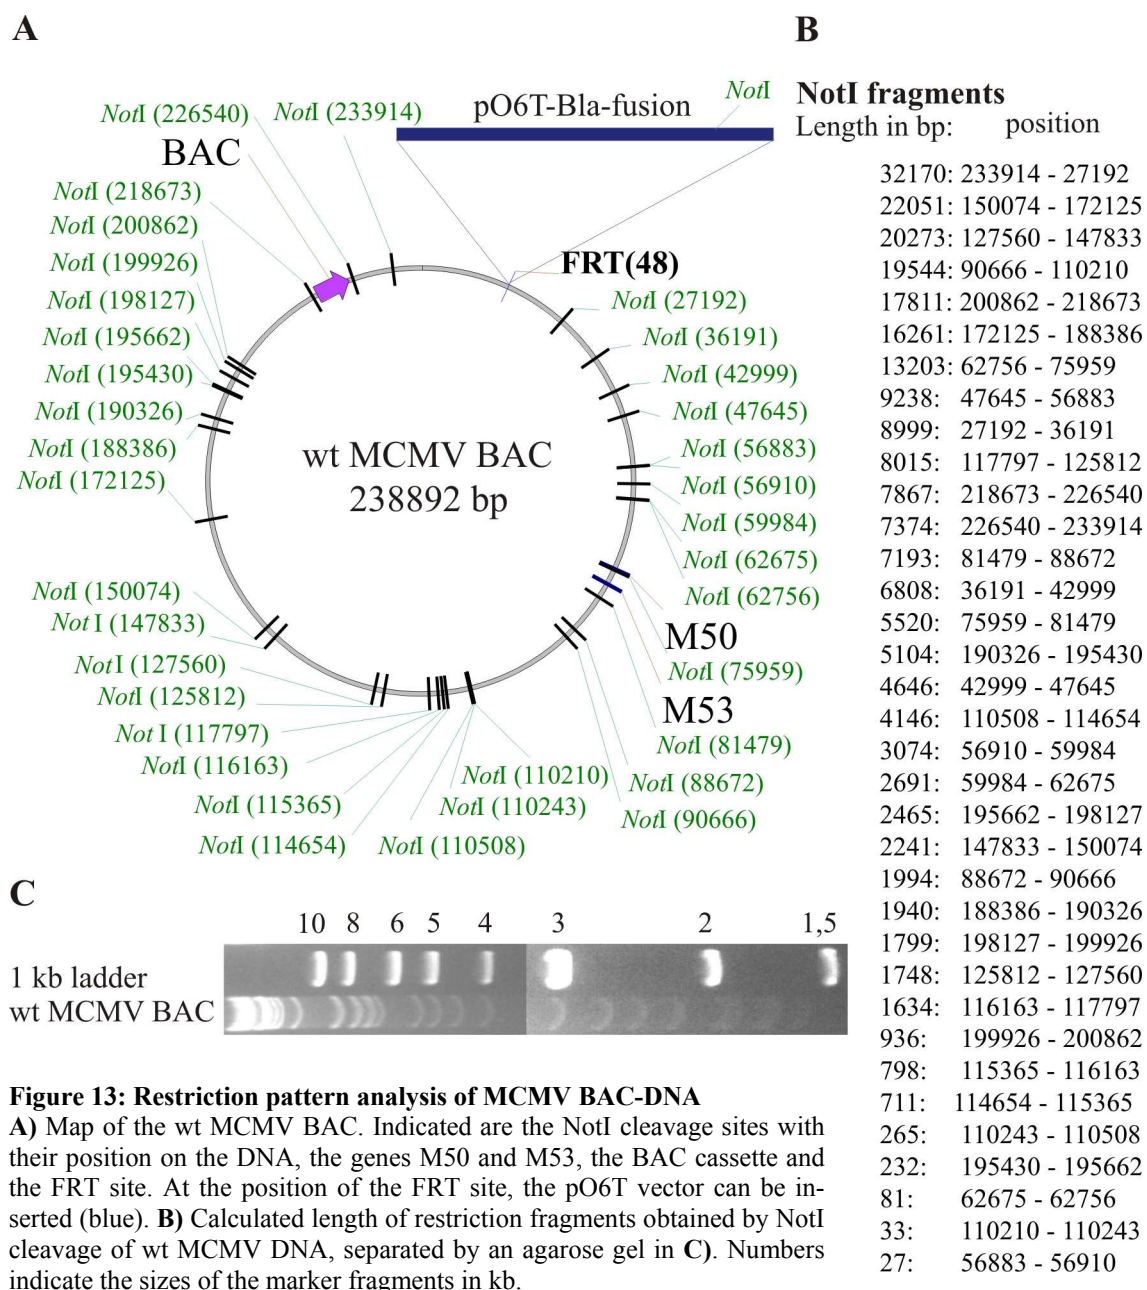 A
B
pO6T-Bla-fusion
NotI
NotI (226540)
NotI (233914)
BAC
NotI (218673)
NotI (200862)
NotI (199926)
NotI (198127)
NotI (195662)
NotI (195430)
NotI (190326)
NotI (188386)
NotI (172125)
NotI (150074)
Not I (147833)
NotI (127560)
NotI (125812)
Not I (117797)
NotI (116163)
NotI (115365)
NotI (114654)
NotI (110508)
NotI (110243)
NotI (110210)
FRT(48)
NotI (27192)
NotI (36191)
NotI (42999)
NotI (47645)
NotI (56883)
NotI (56910)
NotI (59984)
NotI (62675)
NotI (62756)
M50
NotI (75959)
M53
NotI (81479)
NotI (88672)
NotI (90666)
wt MCMV BAC
238892 bp
NotI fragments
Length in bp: position
32170: 233914 - 27192
22051: 150074 - 172125
20273: 127560 - 147833
19544: 90666 - 110210
17811: 200862 - 218673
16261: 172125 - 188386
13203: 62756 - 75959
9238: 47645 - 56883
8999: 27192 - 36191
8015: 117797 - 125812
7867: 218673 - 226540
7374: 226540 - 233914
7193: 81479 - 88672
6808: 36191 - 42999
5520: 75959 - 81479
5104: 190326 - 195430
4646: 42999 - 47645
4146: 110508 - 114654
3074: 56910 - 59984
2691: 59984 - 62675
2465: 195662 - 198127
2241: 147833 - 150074
1994: 88672 - 90666
1940: 188386 - 190326
1799: 198127 - 199926
1748: 125812 - 127560
1634: 116163 - 117797
936: 199926 - 200862
798: 115365 - 116163
711: 114654 - 115365
265: 110243 - 110508
232: 195430 - 195662
81: 62675 - 62756
33: 110210 - 110243
27: 56883 - 56910
C
10 8 6 5 4 3 2 1,5
1 kb ladder
wt MCMV BAC
Figure 13: Restriction pattern analysis of MCMV BAC-DNA
A) Map of the wt MCMV BAC. Indicated are the NotI cleavage sites with
their position on the DNA, the genes M50 and M53, the BAC cassette and
the FRT site. At the position of the FRT site, the pO6T vector can be in-
serted (blue). B) Calculated length of restriction fragments obtained by NotI
cleavage of wt MCMV DNA, separated by an agarose gel in C). Numbers
indicate the sizes of the marker fragments in kb.